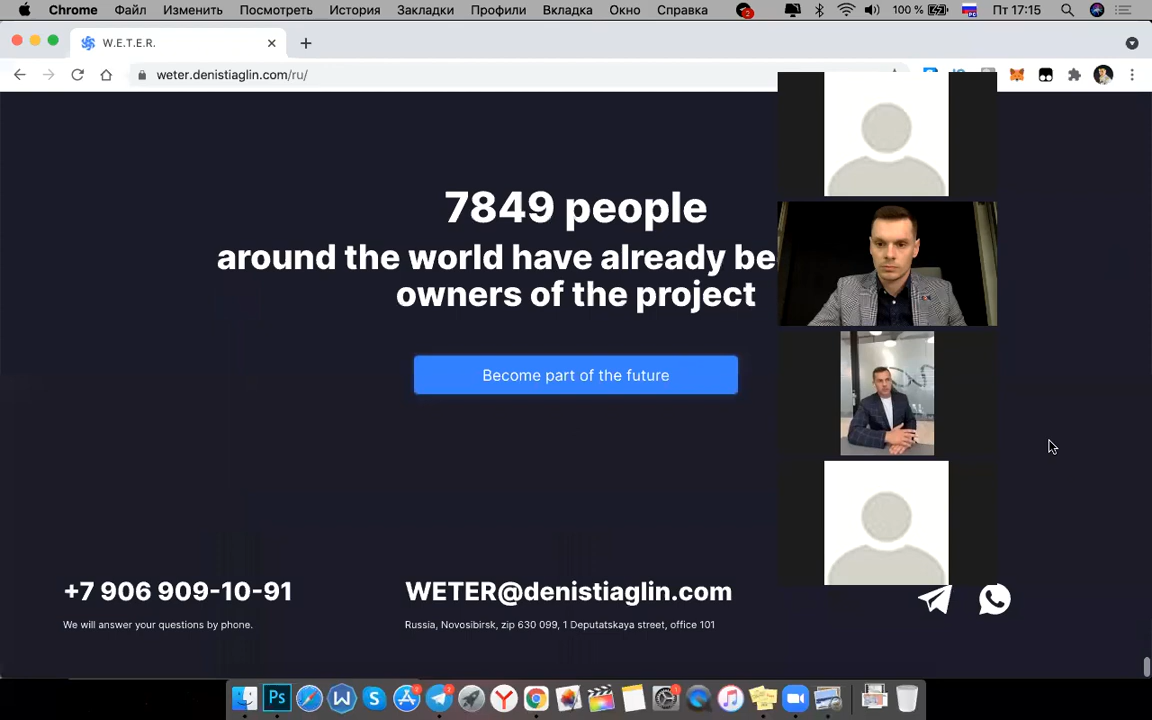 Chrome Файл Изменить Посмотреть История Закладки Профили Вкладка Окно Справка 100 % Пт 17:15
W.E.T.E.R.
weter.denistiaglin.com/ru/
7849 people
around the world have already be
owners of the project
Become part of the future
+7 906 909-10-91
We will answer your questions by phone.
WETER@denistiaglin.com
Russia, Novosibirsk, zip 630 099, 1 Deputatskaya street, office 101